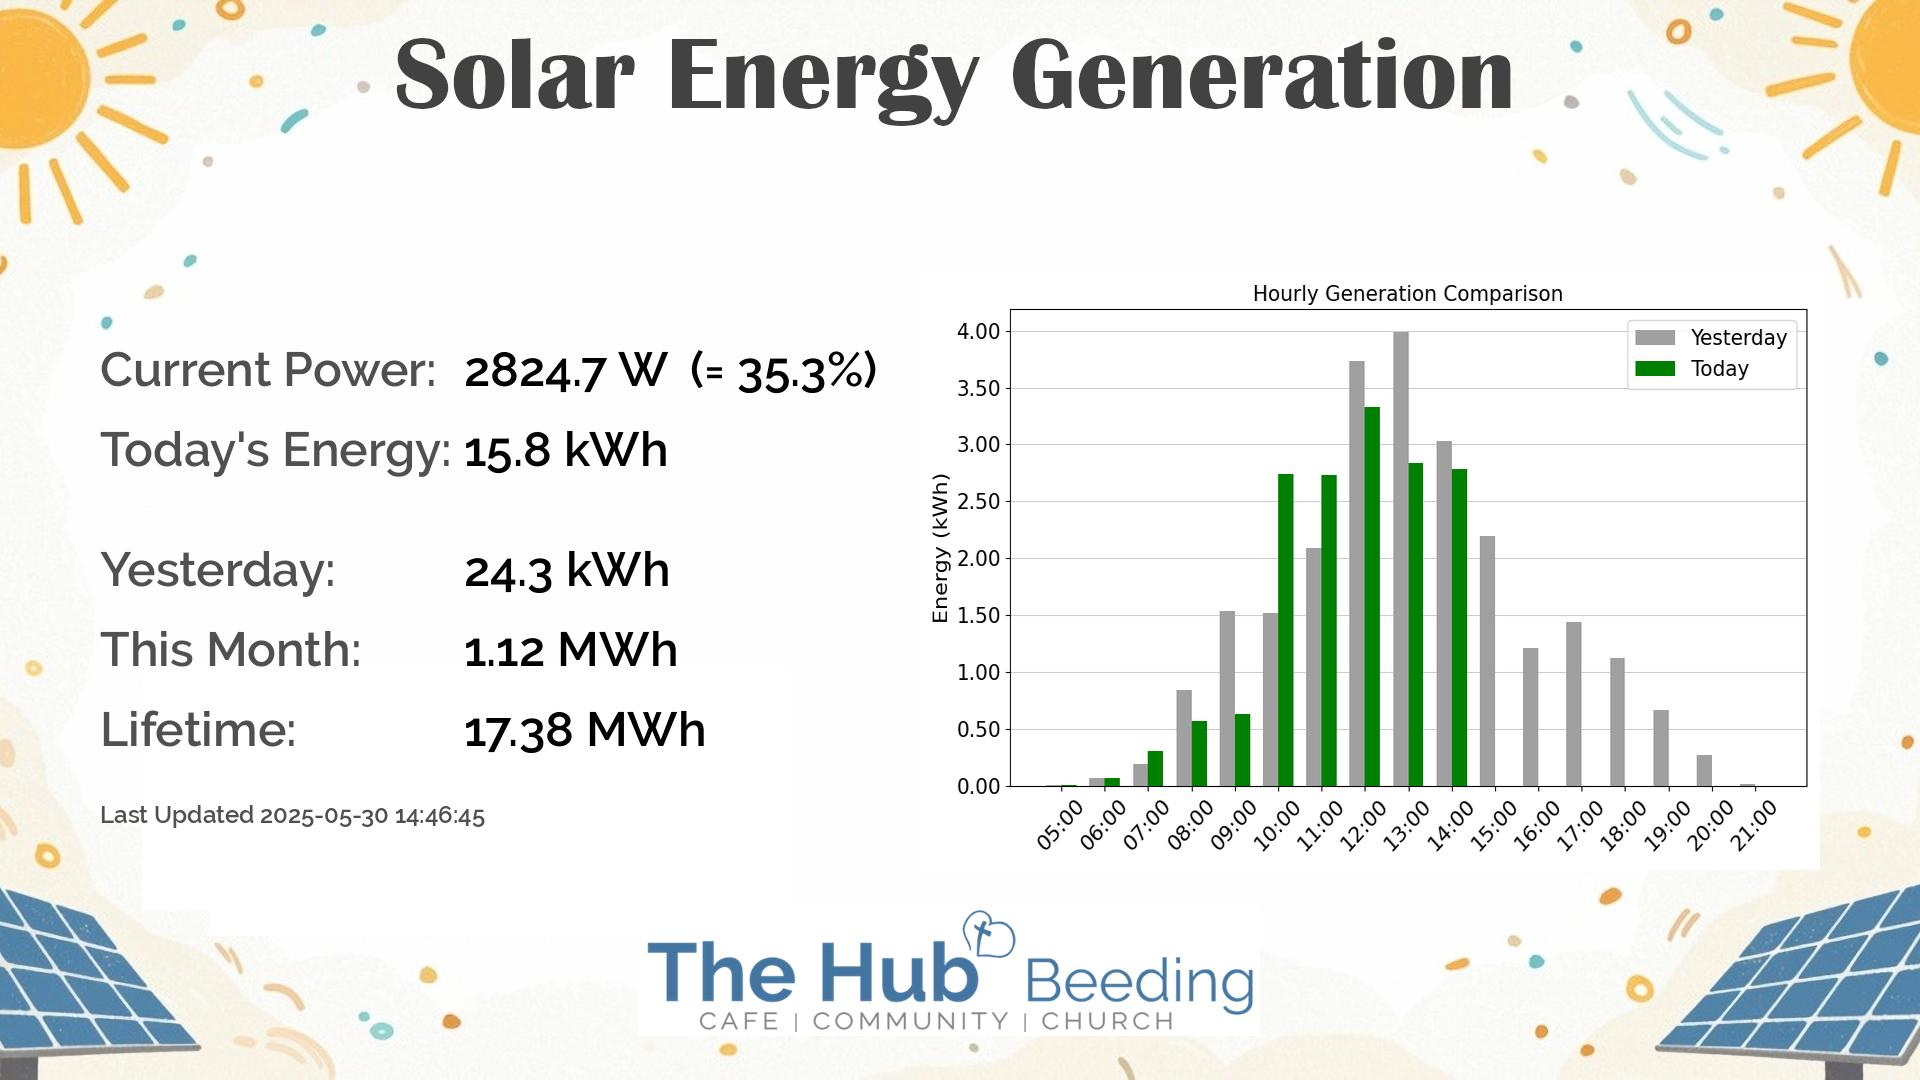 Solar Energy Generation
Current Power: 2824.7 W (= 35.3%)
Today's Energy: 15.8 kWh
Yesterday: 24.3 kWh
This Month: 1.12 MWh
Lifetime: 17.38 MWh
Last Updated 2025-05-30 14:46:45
Hourly Generation Comparison
Yesterday
Today
Energy (kWh)
4.00
3.50
3.00
2.50
2.00
1.50
1.00
0.50
0.00
05:00 06:00 07:00 08:00 09:00 10:00 11:00 12:00 13:00 14:00 15:00 16:00 17:00 18:00 19:00 20:00 21:00
The Hub Beeding
CAFE | COMMUNITY | CHURCH